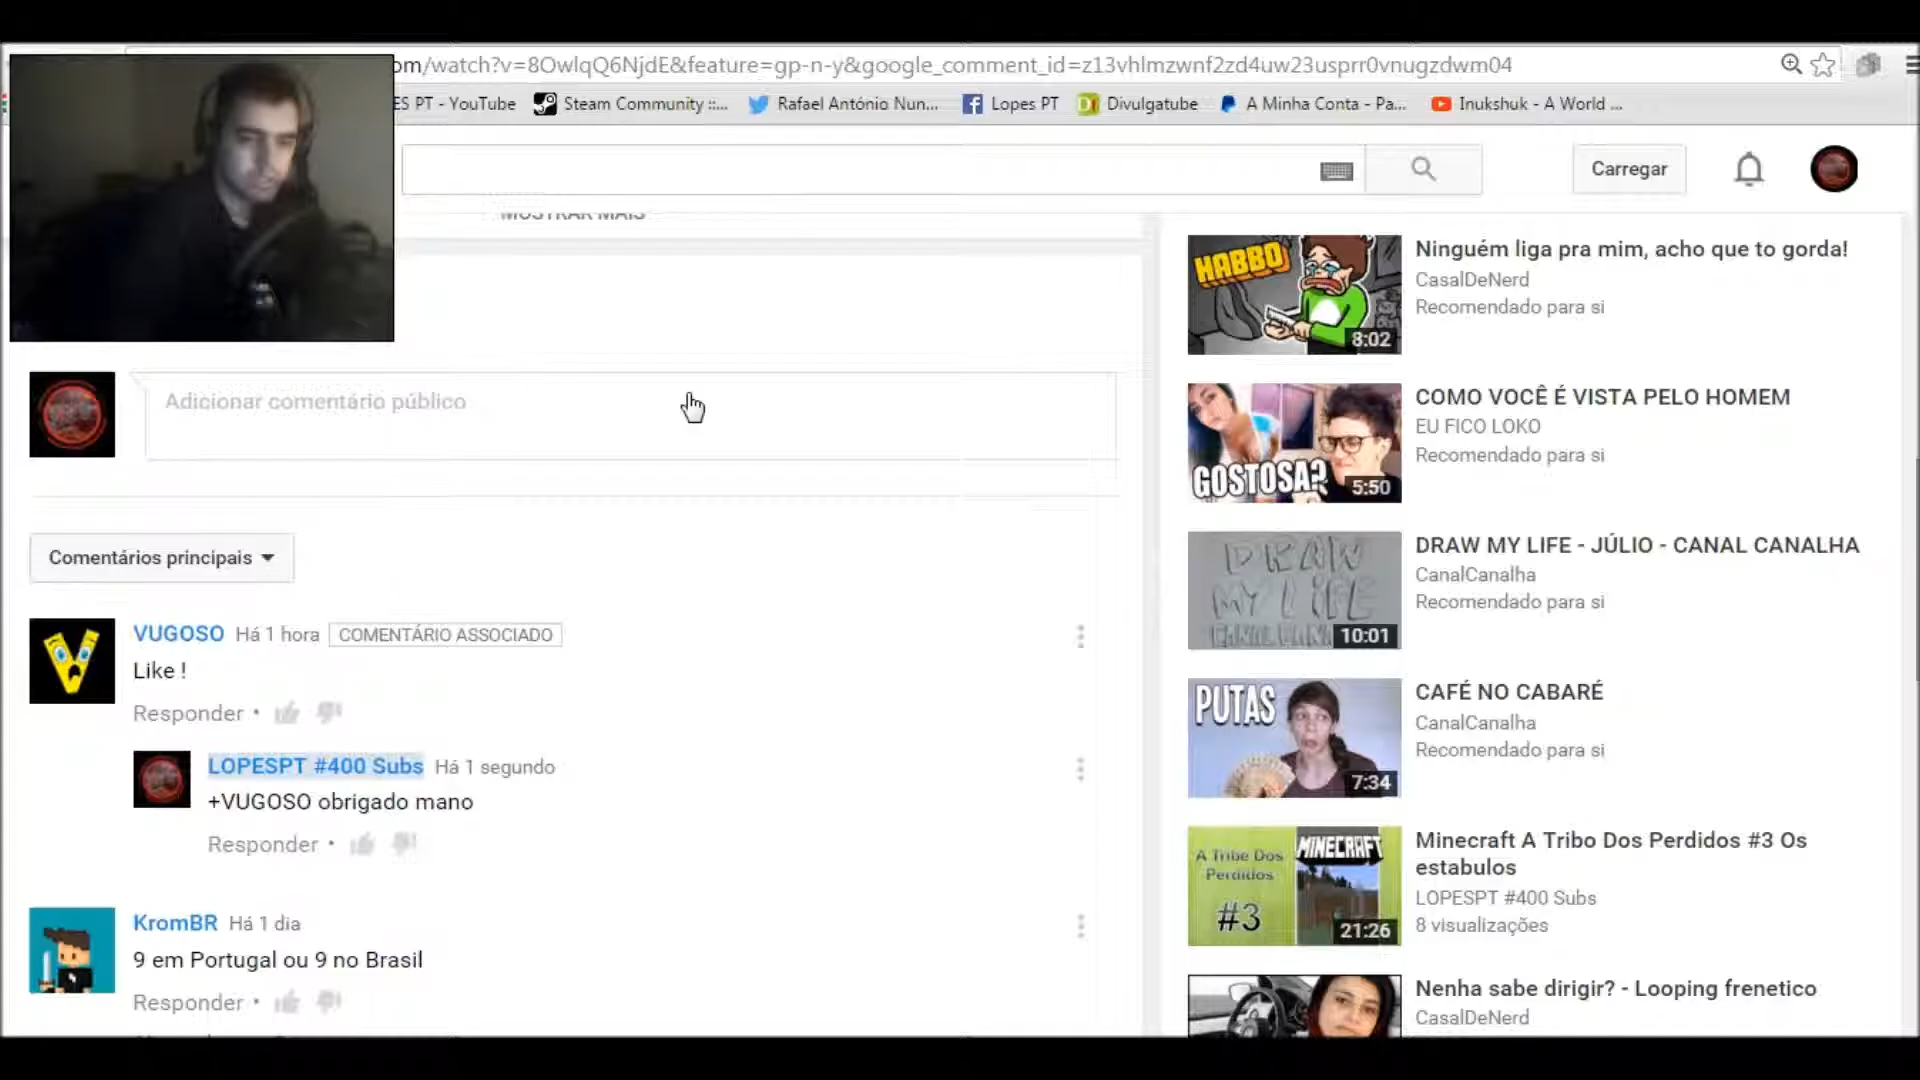 om/watch?v=8OwlqQ6NjdE&feature=gp-n-y&google_comment_id=z13vhlmzwnf2zd4uw23usprr0vnugzdwm04
ES PT - YouTube
Steam Community ::...
Rafael António Nun...
Lopes PT
Divulgatube
A Minha Conta - Pa...
Inukshuk - A World ...
Carregar
MOSTRAR MAIS
Adicionar comentário público
Comentários principais
VUGOSO Há 1 hora COMENTÁRIO ASSOCIADO
Like !
Responder •
LOPESPT #400 Subs Há 1 segundo
+VUGOSO obrigado mano
Responder •
KromBR Há 1 dia
9 em Portugal ou 9 no Brasil
Responder •
HABBO
8:02
Ninguém liga pra mim, acho que to gorda!
CasalDeNerd
Recomendado para si
GOSTOSA?
5:50
COMO VOCÊ É VISTA PELO HOMEM
EU FICO LOKO
Recomendado para si
DRAW
MY LIFE
10:01
DRAW MY LIFE - JÚLIO - CANAL CANALHA
CanalCanalha
Recomendado para si
PUTAS
7:34
CAFÉ NO CABARÉ
CanalCanalha
Recomendado para si
A Tribe Dos
Perdidos
#3
MINECRAFT
21:26
Minecraft A Tribo Dos Perdidos #3 Os
estabulos
LOPESPT #400 Subs
8 visualizações
Nenha sabe dirigir? - Looping frenetico
CasalDeNerd